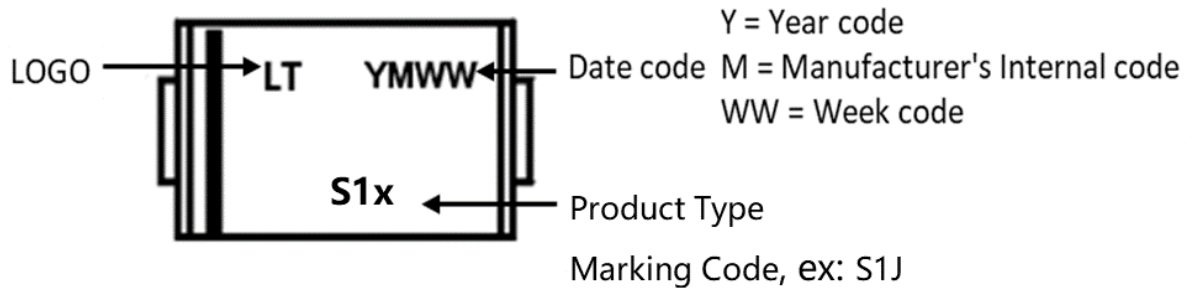 Y = Year code
LOGO LT YMWW Date code M = Manufacturer's Internal code
WW = Week code
S1x
Product Type
Marking Code, ex: S1J